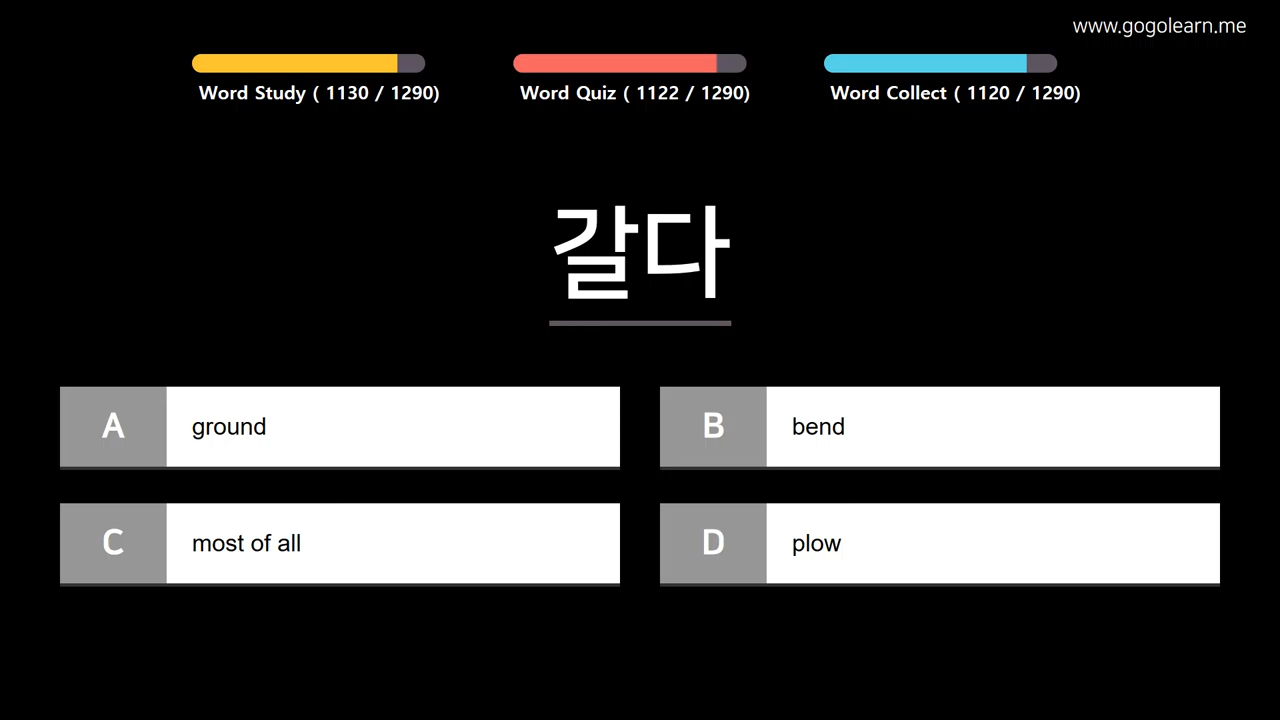 www.gogolearn.me
Word Study ( 1130 / 1290)
Word Quiz ( 1122 / 1290)
Word Collect ( 1120 / 1290)
갈다
A ground
B bend
C most of all
D plow